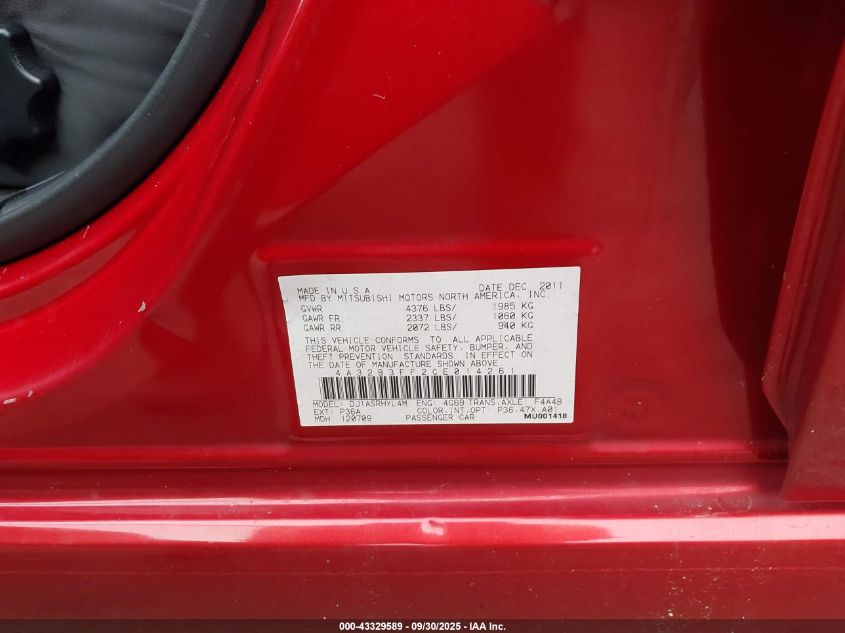 MADE IN U S A DATE DEC, 2011
MFD BY MITSUBISHI MOTORS NORTH AMERICA, INC.
GVWR 4376 LBS/ 1985 KG
GAWR FR. 2337 LBS/ 1060 KG
GAWR RR. 2072 LBS/ 940 KG
THIS VEHICLE CONFORMS TO ALL APPLICABLE
FEDERAL MOTOR VEHICLE SAFETY, BUMPER, AND
THEFT PREVENTION STANDARDS IN EFFECT ON
THE DATE OF MANUFACTURE SHOWN ABOVE
4A32B3FF2CE014261
MODEL: DJ1ASRHYL4M ENG: 4G69 TRANS.AXLE: F4A4B
EXT: P36A COLOR.INT.OPT: P36.47X.A01
MDH 120709 PASSENGER CAR MU001418
000-43329589 - 09/30/2025 - IAA Inc.